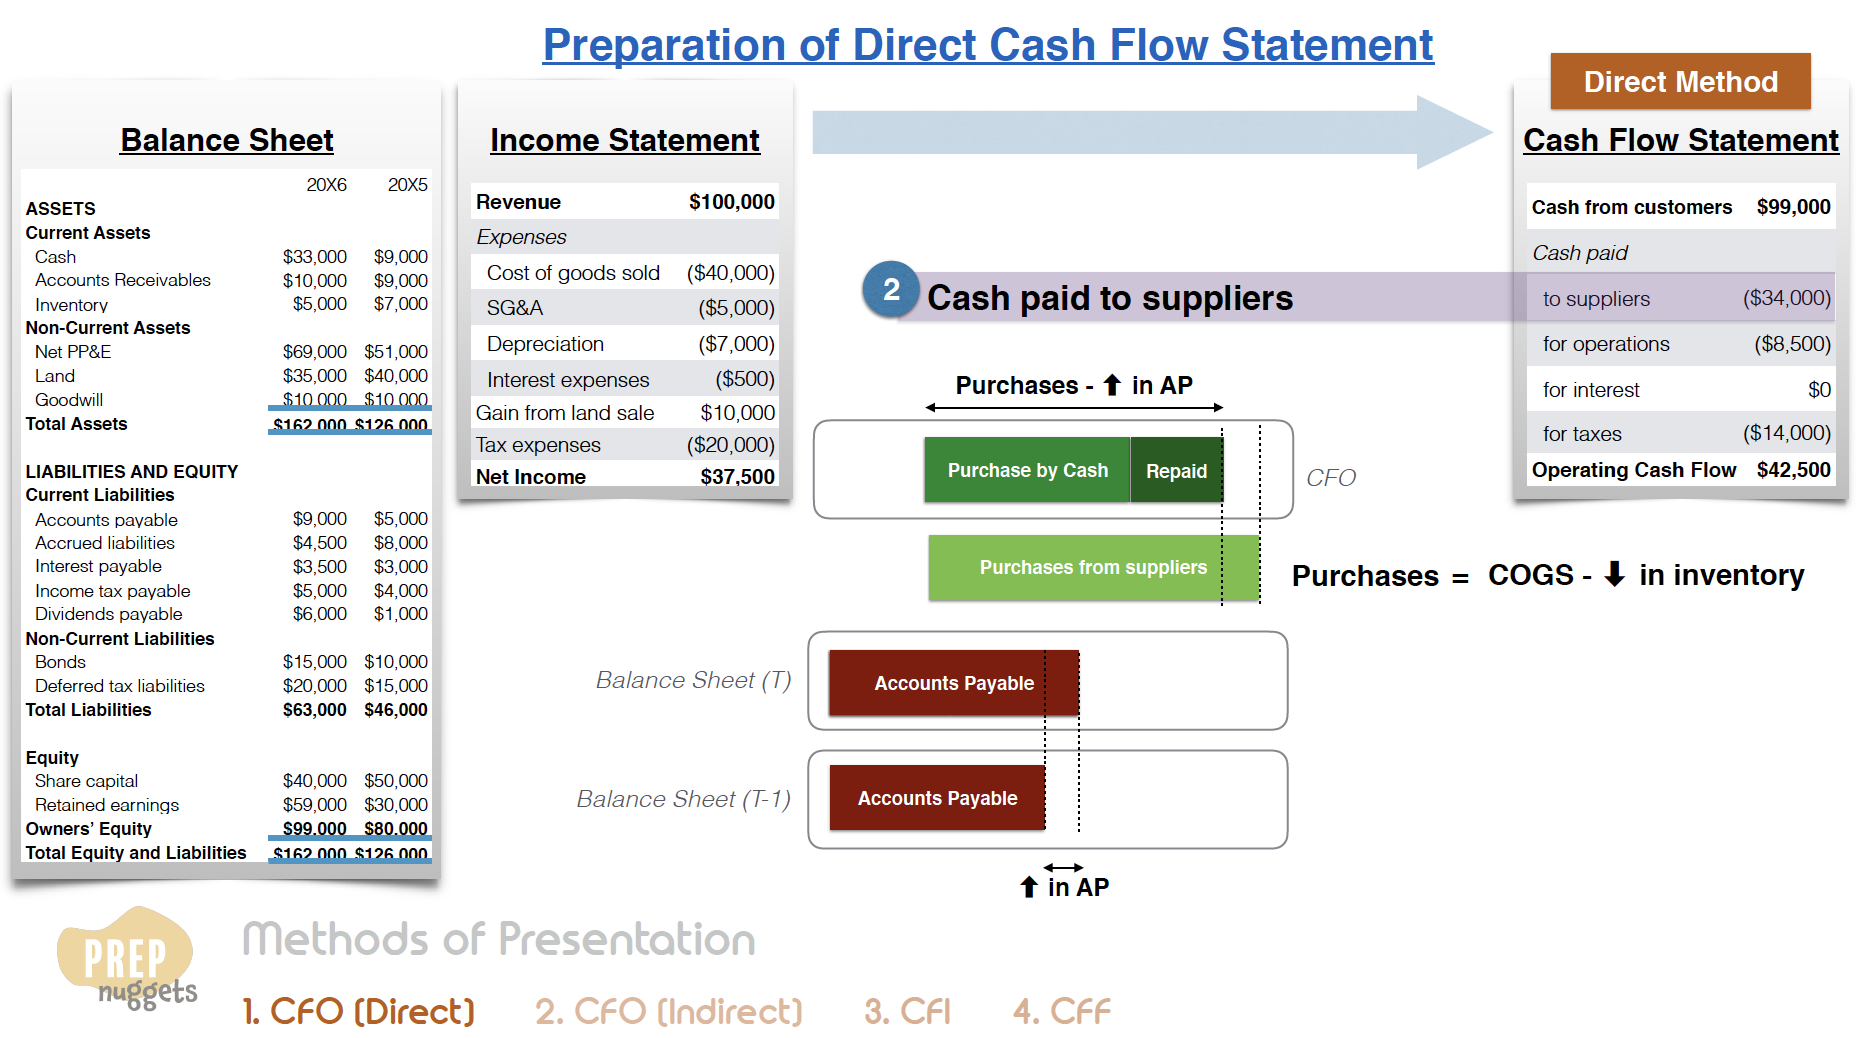 Preparation of Direct Cash Flow Statement
Balance Sheet
20X6 20X5
ASSETS
Current Assets
Cash $33,000 $9,000
Accounts Receivables $10,000 $9,000
Inventory $5,000 $7,000
Non-Current Assets
Net PP&E $69,000 $51,000
Land $35,000 $40,000
Goodwill $10,000 $10,000
Total Assets $162,000 $126,000
LIABILITIES AND EQUITY
Current Liabilities
Accounts payable $9,000 $5,000
Accrued liabilities $4,500 $8,000
Interest payable $3,500 $3,000
Income tax payable $5,000 $4,000
Dividends payable $6,000 $1,000
Non-Current Liabilities
Bonds $15,000 $10,000
Deferred tax liabilities $20,000 $15,000
Total Liabilities $63,000 $46,000
Equity
Share capital $40,000 $50,000
Retained earnings $59,000 $30,000
Owners' Equity $99,000 $80,000
Total Equity and Liabilities $162,000 $126,000
Income Statement
Revenue $100,000
Expenses
Cost of goods sold ($40,000)
SG&A ($5,000)
Depreciation ($7,000)
Interest expenses ($500)
Gain from land sale $10,000
Tax expenses ($20,000)
Net Income $37,500
Direct Method
Cash Flow Statement
Cash from customers $99,000
Cash paid
to suppliers ($34,000)
for operations ($8,500)
for interest $0
for taxes ($14,000)
Operating Cash Flow $42,500
2 Cash paid to suppliers
Purchases - ⬆ in AP
Purchase by Cash Repaid
CFO
Purchases from suppliers
Purchases = COGS - ⬇ in inventory
Balance Sheet (T)
Accounts Payable
Balance Sheet (T-1)
Accounts Payable
⬆ in AP
PREP
nuggets
Methods of Presentation
1. CFO (Direct) 2. CFO (Indirect) 3. CFI 4. CFF